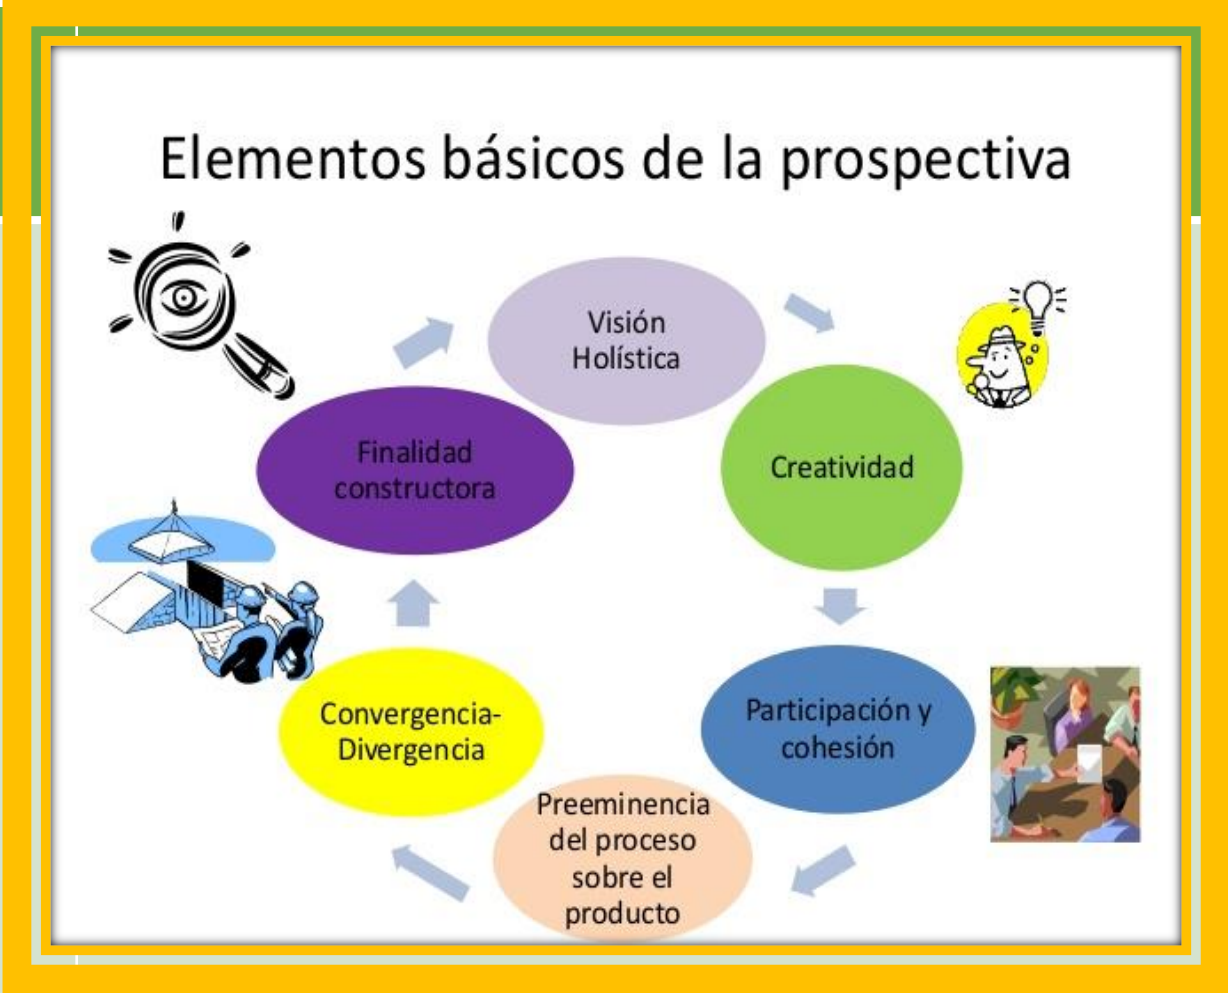 Elementos básicos de la prospectiva
Visión
Holística
Creatividad
Participación y
cohesión
Preeminencia
del proceso
sobre el
producto
Convergencia-
Divergencia
Finalidad
constructora